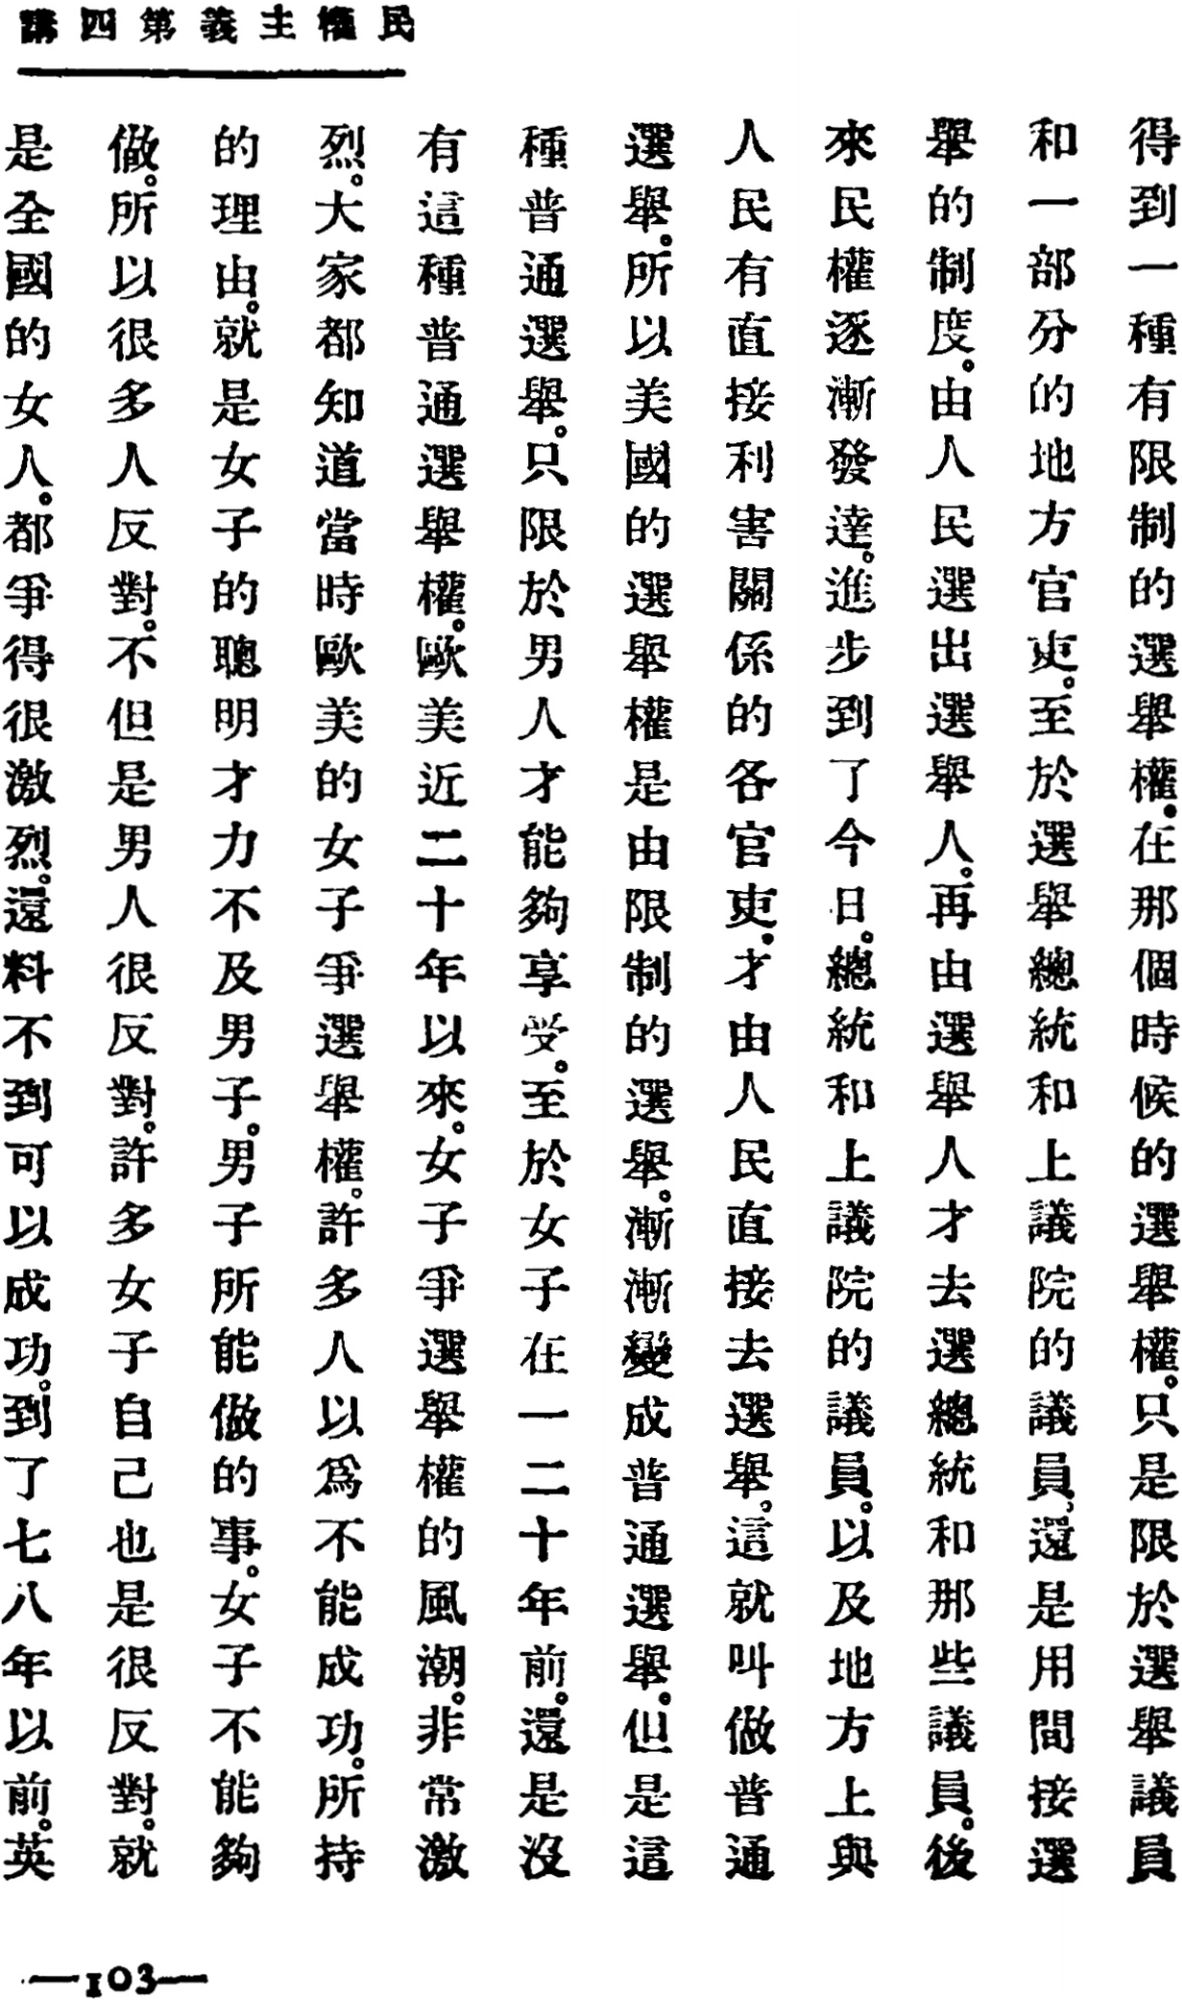 民權主義第四講
得到一種有限制的選舉權。在那個時候的選舉權。只是限於選舉議員
和一部分的地方官吏。至於選舉總統和上議院的議員。還是用間接選
舉的制度。由人民選出選舉人。再由選舉人才去選總統和那些議員。後
來民權逐漸發達。進步到了今日。總統和上議院的議員。以及地方上與
人民有直接利害關係的各官吏。才由人民直接去選舉。這就叫做普通
選舉。所以美國的選舉權是由限制的選舉。漸漸變成普通選舉。但是這
種普通選舉。只限於男人才能夠享受。至於女子在一二十年前。還是沒
有這種普通選舉權。歐美近二十年以來。女子爭選舉權的風潮。非常激
烈。大家都知道當時歐美的女子爭選舉權。許多人以爲不能成功。所持
的理由。就是女子的聰明才力不及男子。男子所能做的事。女子不能夠
做。所以很多人反對。不但是男人很反對。許多女子自己也是很反對。就
是全國的女人。都爭得很激烈。還料不到可以成功。到了七八年以前。英
—103—